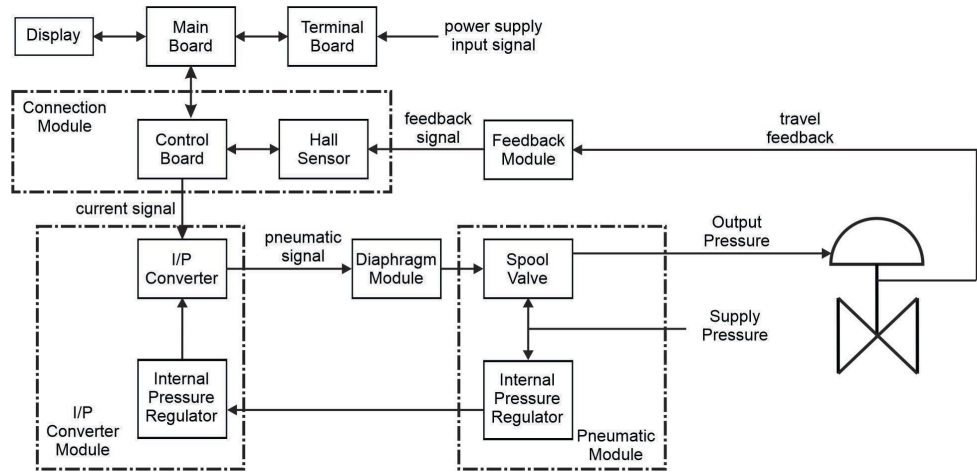 Display
Main
Board
Terminal
Board
power supply
input signal
Connection
Module
Control
Board
Hall
Sensor
feedback
signal
Feedback
Module
travel
feedback
current signal
I/P
Converter
pneumatic
signal
Diaphragm
Module
Spool
Valve
Output
Pressure
Supply
Pressure
Internal
Pressure
Regulator
I/P
Converter
Module
Internal
Pressure
Regulator
Pneumatic Module